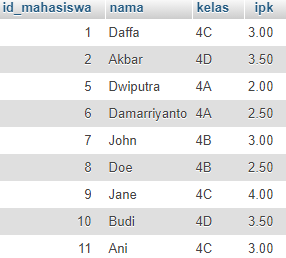 id_mahasiswa nama kelas ipk
1 Daffa 4C 3.00
2 Akbar 4D 3.50
5 Dwiputra 4A 2.00
6 Damarriyanto 4A 2.50
7 John 4B 3.00
8 Doe 4B 2.50
9 Jane 4C 4.00
10 Budi 4D 3.50
11 Ani 4C 3.00